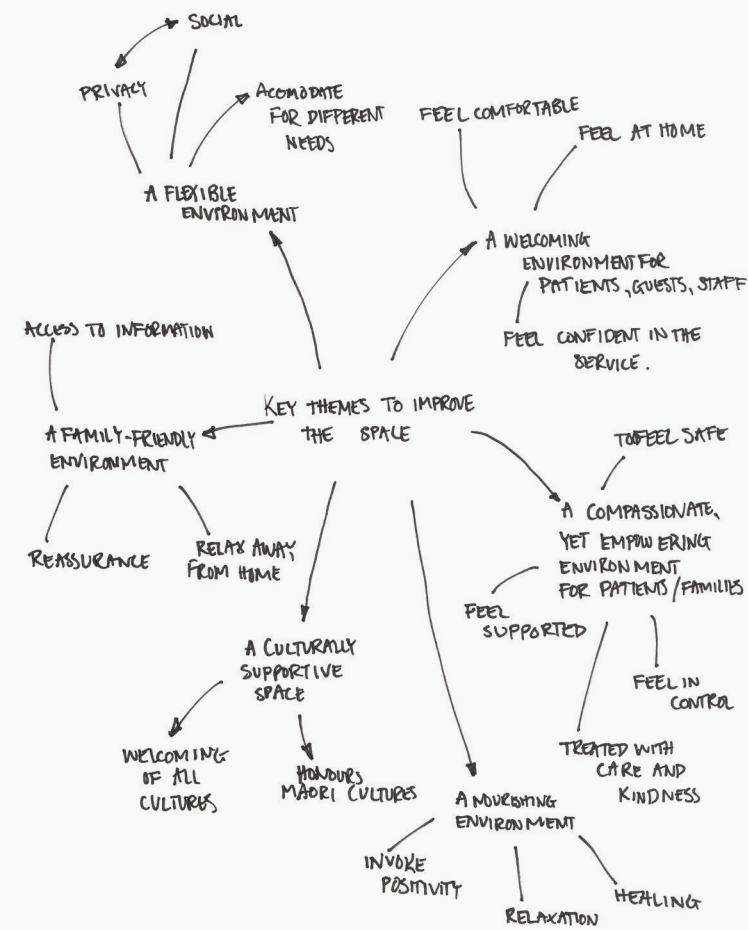 SOCIAL
PRIVACY
ACOMODATE
FOR DIFFERENT
NEEDS
A FLEXIBLE
ENVIRONMENT
FEEL COMFORTABLE
FEEL AT HOME
A WELCOMING
ENVIRONMENT FOR
PATIENTS, GUESTS, STAFF
FEEL CONFIDENT IN THE
SERVICE.
ACCESS TO INFORMATION
KEY THEMES TO IMPROVE
THE SPACE
A FAMILY-FRIENDLY
ENVIRONMENT
REASSURANCE
RELAX AWAY
FROM HOME
TO FEEL SAFE
A COMPASSIONATE,
YET EMPOWERING
ENVIRONMENT
FOR PATIENTS/FAMILIES
FEEL
SUPPORTED
FEEL IN
CONTROL
TREATED WITH
CARE AND
KINDNESS
A CULTURALLY
SUPPORTIVE
SPACE
WELCOMING
OF ALL
CULTURES
HONOURS
MAORI CULTURES
A NOURISHING
ENVIRONMENT
INVOKE
POSITIVITY
RELAXATION
HEALING